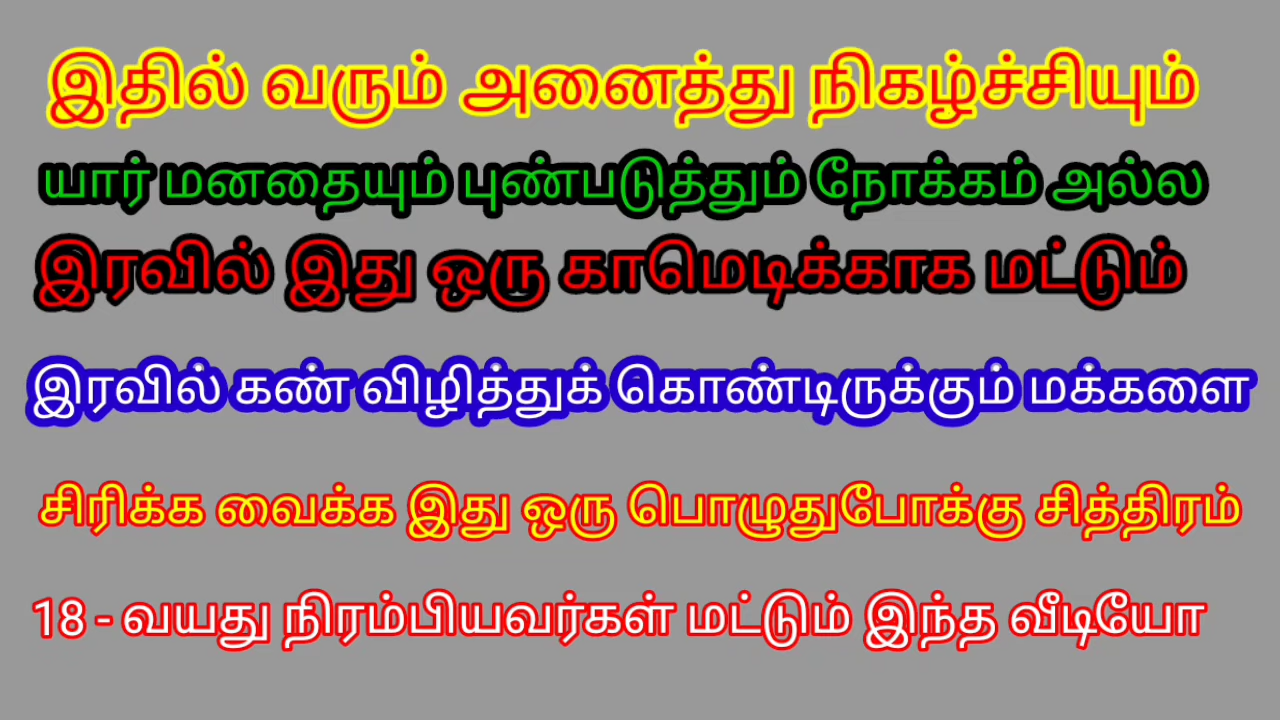 இதில் வரும் அனைத்து நிகழ்ச்சியும்
யார் மனதையும் புண்படுத்தும் நோக்கம் அல்ல
இரவில் இது ஒரு காமெடிக்காக மட்டும்
இரவில் கண் விழித்துக் கொண்டிருக்கும் மக்களை
சிரிக்க வைக்க இது ஒரு பொழுதுபோக்கு சித்திரம்
18 - வயது நிரம்பியவர்கள் மட்டும் இந்த வீடியோ